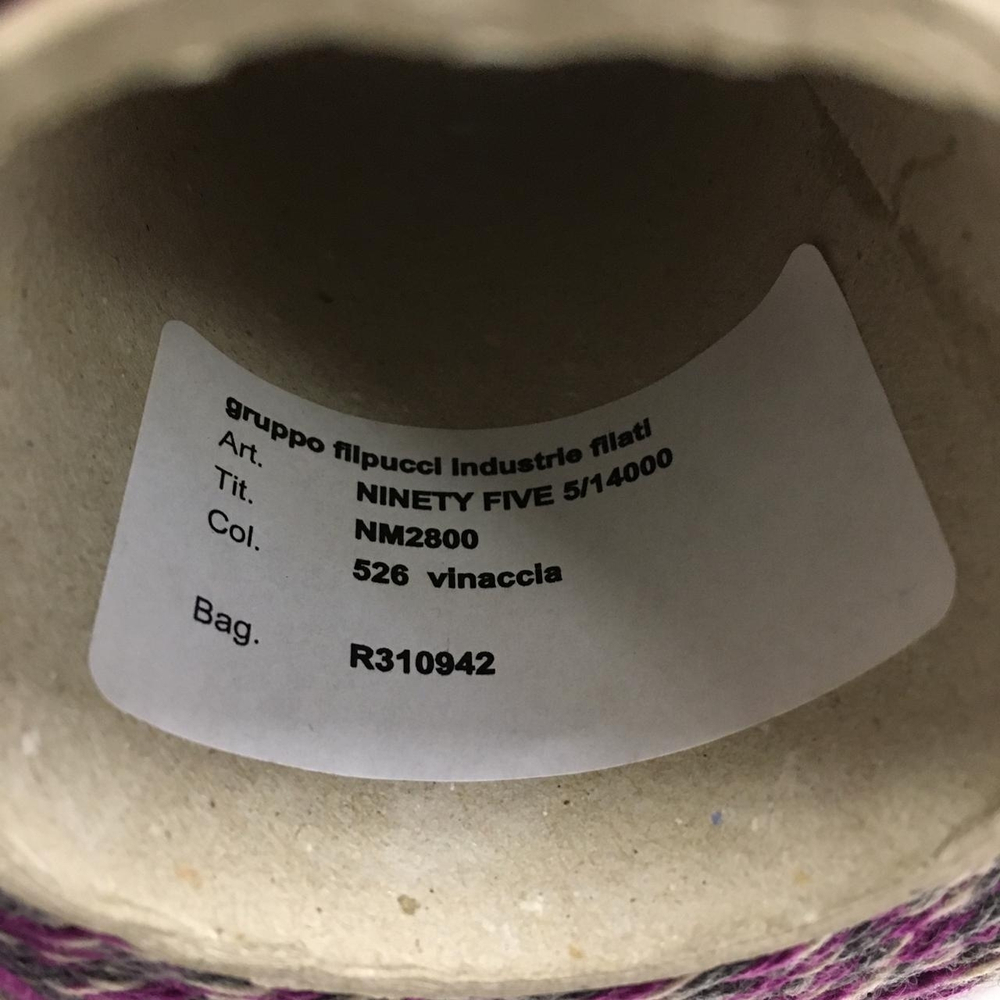 gruppo filpucci industrie filati
Art. NINETY FIVE 5/14000
Tit. NM2800
Col. 526 vinaccia
Bag. R310942